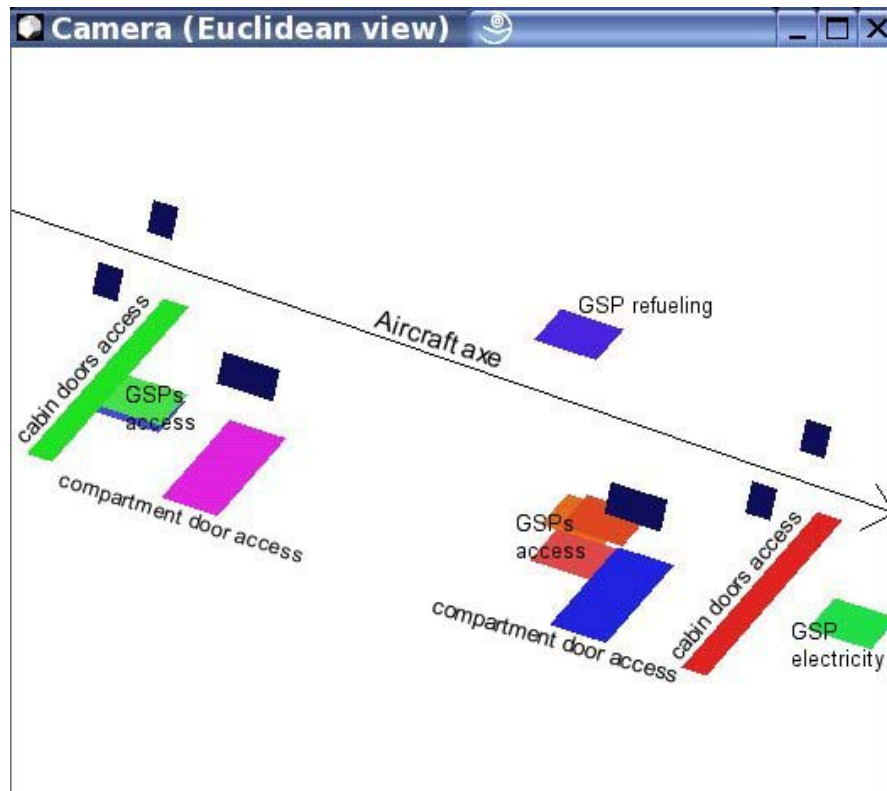 Camera (Euclidean view)
GSP refueling
Aircraft axe
cabin doors access
GSPs
access
compartment door access
GSPs
access
compartment door access
cabin doors access
GSP
electricity